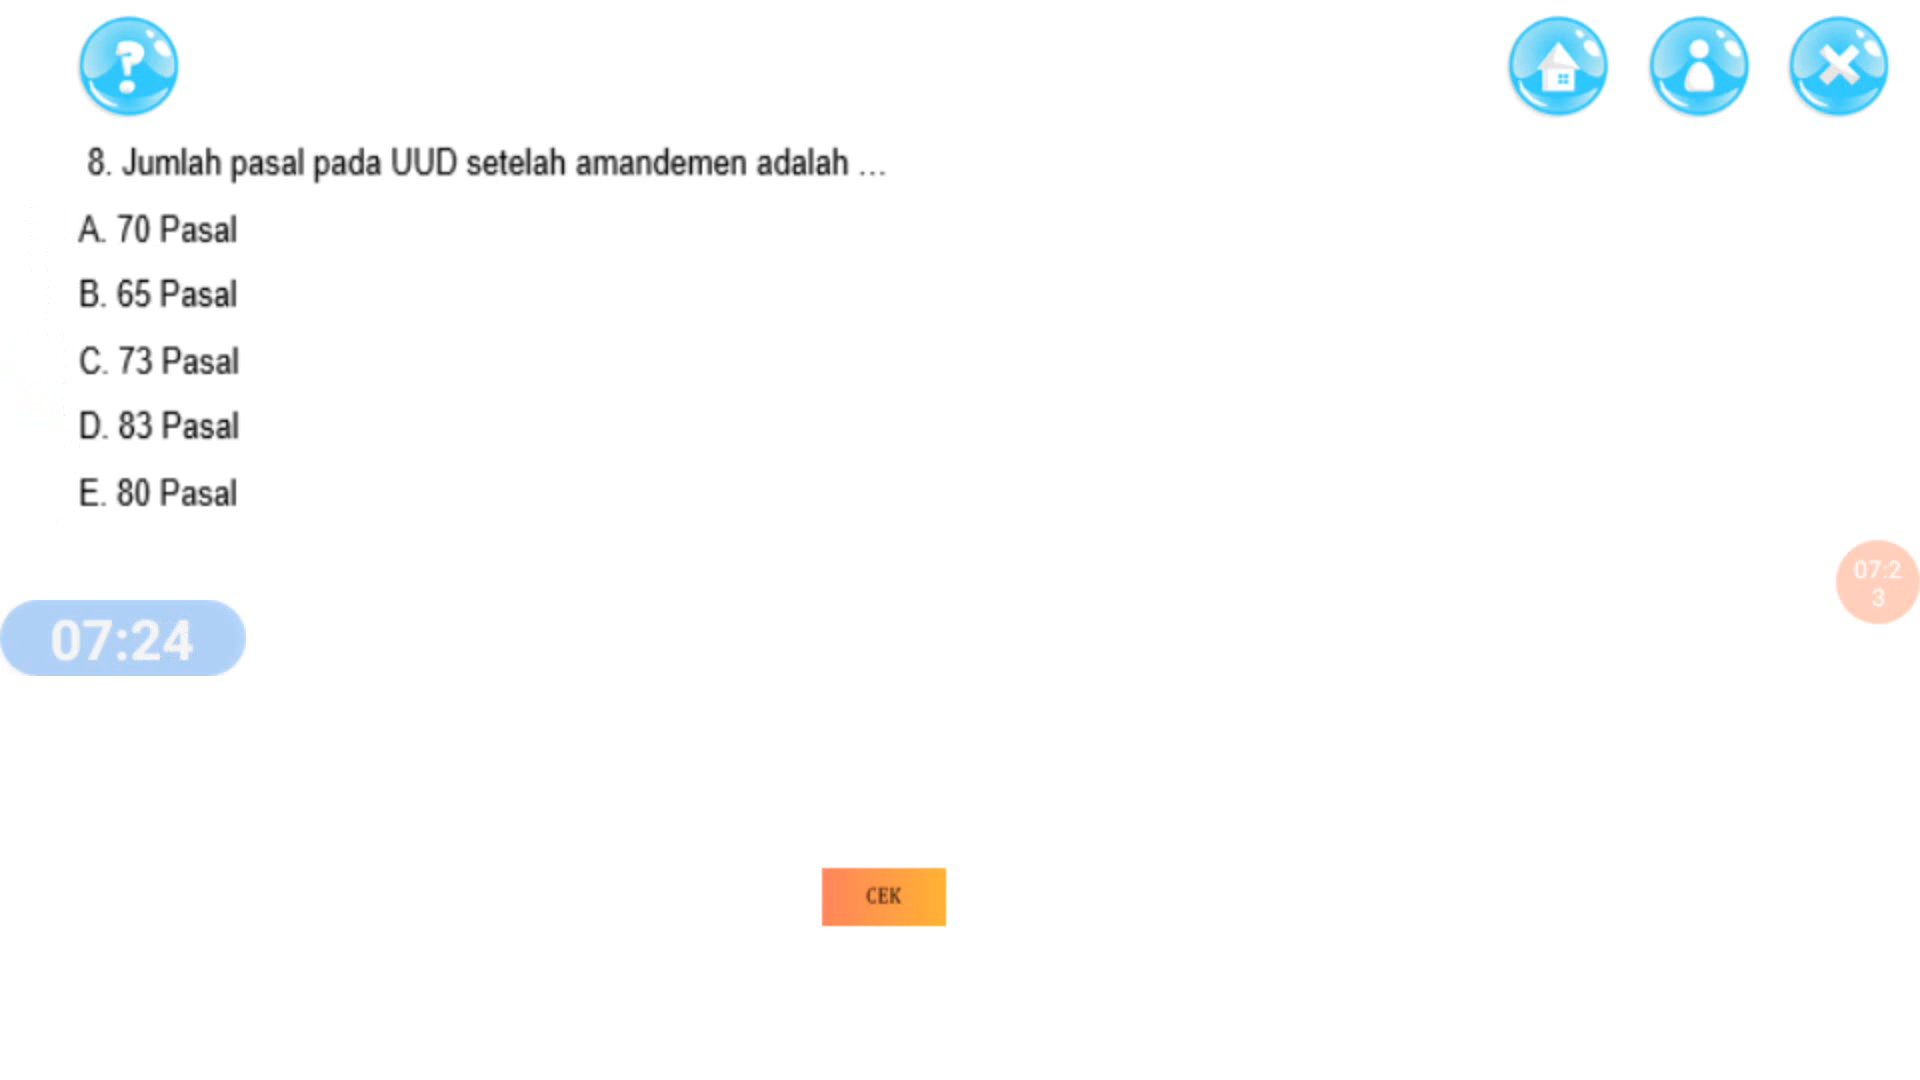 8. Jumlah pasal pada UUD setelah amandemen adalah ...
A. 70 Pasal
B. 65 Pasal
C. 73 Pasal
D. 83 Pasal
E. 80 Pasal
07:2
3
07:24
CEK